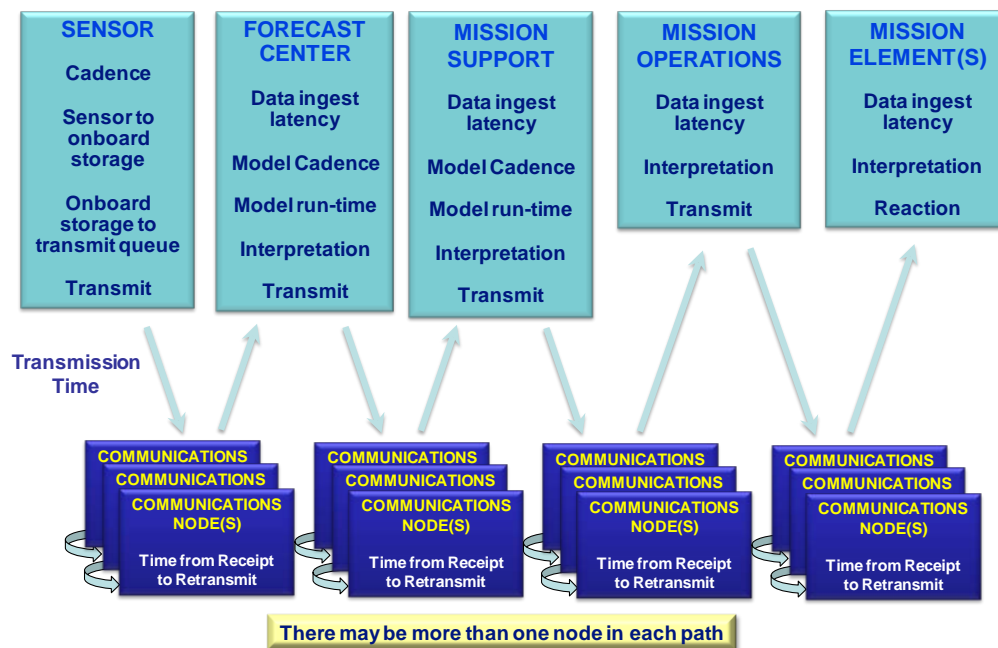 SENSOR
Cadence
Sensor to
onboard
storage
Onboard
storage to
transmit queue
Transmit
FORECAST
CENTER
Data ingest
latency
Model Cadence
Model run-time
Interpretation
Transmit
MISSION
SUPPORT
Data ingest
latency
Model Cadence
Model run-time
Interpretation
Transmit
MISSION
OPERATIONS
Data ingest
latency
Interpretation
Transmit
MISSION
ELEMENT(S)
Data ingest
latency
Interpretation
Reaction
Transmission
Time
COMMUNICATIONS
COMMUNICATIONS
COMMUNICATIONS
NODE(S)
Time from Receipt
to Retransmit
COMMUNICATIONS
COMMUNICATIONS
COMMUNICATIONS
NODE(S)
Time from Receipt
to Retransmit
COMMUNICATIONS
COMMUNICATIONS
COMMUNICATIONS
NODE(S)
Time from Receipt
to Retransmit
COMMUNICATIONS
COMMUNICATIONS
COMMUNICATIONS
NODE(S)
Time from Receipt
to Retransmit
There may be more than one node in each path